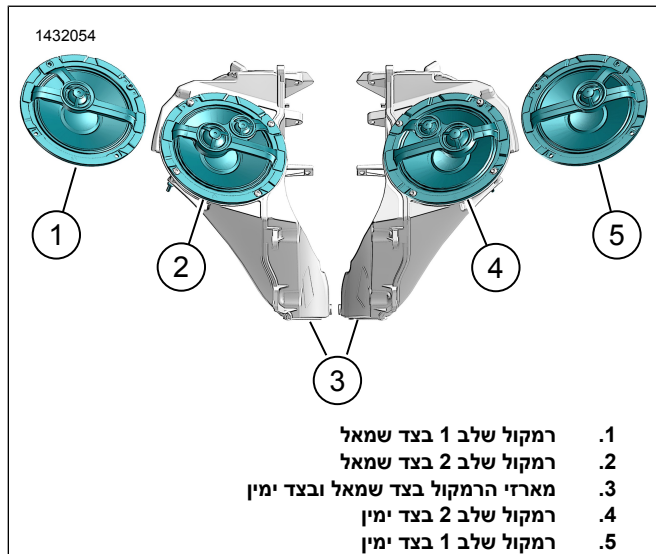 1432054
1
2
3
4
5
1. רמקול שלב 1 בצד שמאל
2. רמקול שלב 2 בצד שמאל
3. מארזי הרמקול בצד שמאל ובצד ימין
4. רמקול שלב 2 בצד ימין
5. רמקול שלב 1 בצד ימין